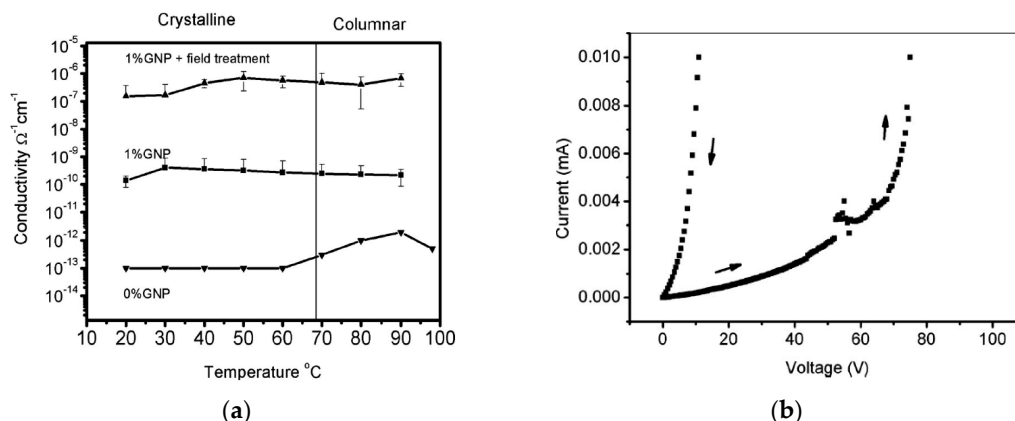 Crystalline Columnar
10⁻⁵
1%GNP + field treatment
10⁻⁶
10⁻⁷
10⁻⁸
10⁻⁹
1%GNP
10⁻¹⁰
10⁻¹¹
10⁻¹²
10⁻¹³
0%GNP
10⁻¹⁴
Conductivity Ω⁻¹cm⁻¹
10 20 30 40 50 60 70 80 90 100
Temperature °C
(a)
0.010
0.008
0.006
0.004
0.002
0.000
Current (mA)
0 20 40 60 80 100
Voltage (V)
(b)